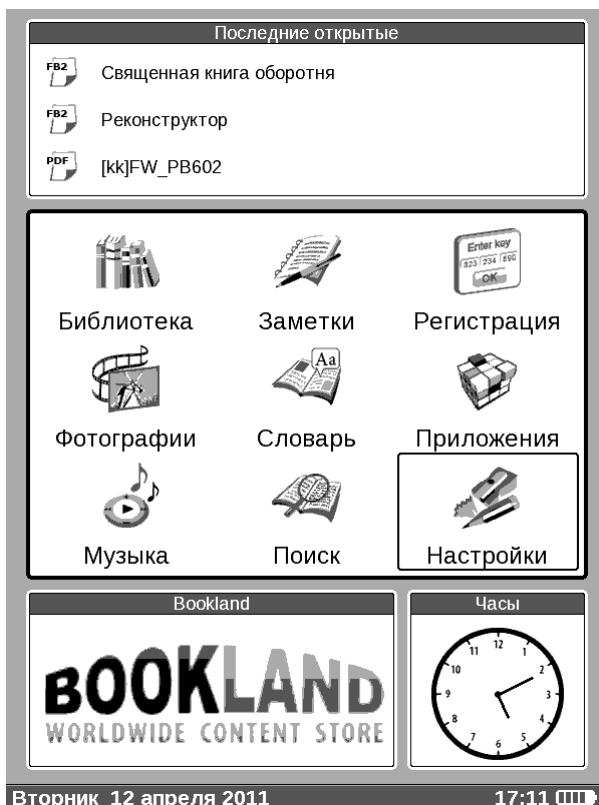 Последние открытые
FB2 Священная книга оборотня
FB2 Реконструктор
PDF [kk]FW_PB602
Enter key
823 234 890
OK
Библиотека Заметки Регистрация
Aa
Фотографии Словарь Приложения
Музыка Поиск Настройки
Bookland Часы
BOOKLAND
WORLDWIDE CONTENT STORE
12 1 2 3 4 5 6 7 8 9 10 11
Вторник 12 апреля 2011 17:11